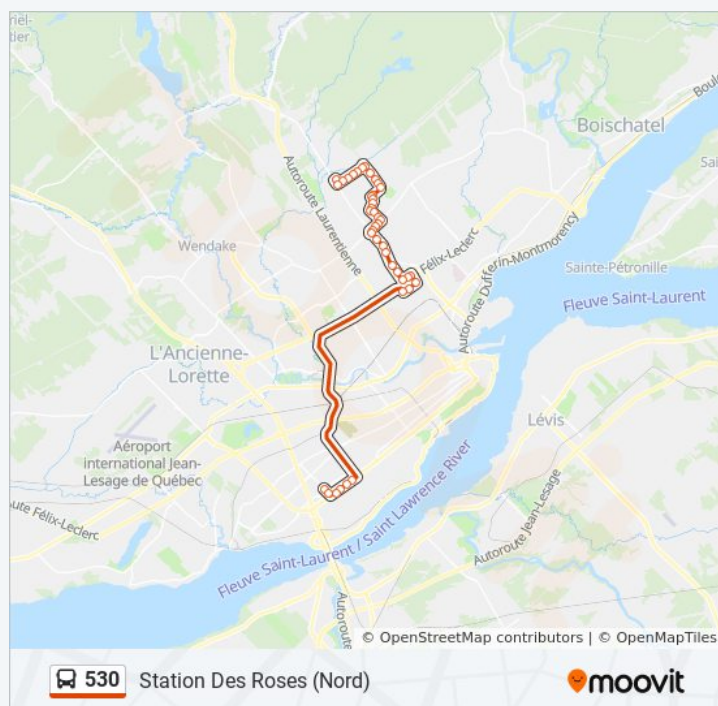 riel-
tier
Boischatel
Boule
Autoroute Laurentienne
Wendake
Félix-Leclerc
Autoroute Dufferin-Montmorency
Sainte-Pétronille
Sai
Fleuve Saint-Laurent
L'Ancienne-
Lorette
Lévis
Aéroport
international Jean-
Lesage de Québec
oute Félix-Leclerc
Fleuve Saint-Laurent / Saint Lawrence River
Autoroute Jean-Lesage
Autoroute
© OpenStreetMap contributors | © OpenMapTiles
530 Station Des Roses (Nord)
moovit